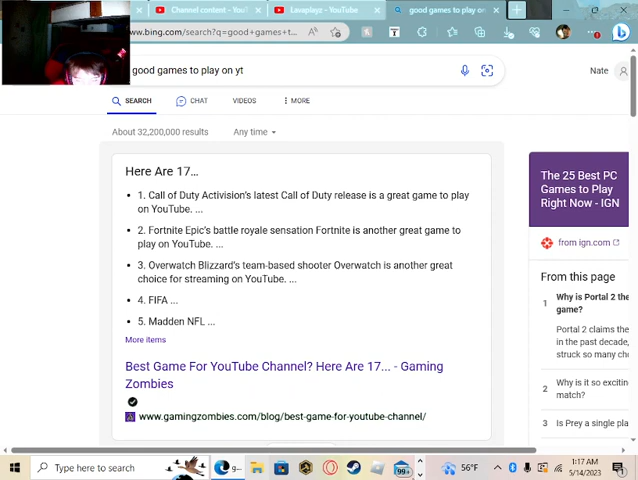 Channel content - YouT
Lavaplayz - YouTube
good games to play on
ww.bing.com/search?q=good+games+t...
good games to play on yt
Nate
SEARCH
CHAT
VIDEOS
MORE
About 32,200,000 results
Any time
Here Are 17...
1. Call of Duty Activision's latest Call of Duty release is a great game to play
on YouTube. ...
2. Fortnite Epic's battle royale sensation Fortnite is another great game to
play on YouTube. ...
3. Overwatch Blizzard's team-based shooter Overwatch is another great
choice for streaming on YouTube. ...
4. FIFA ...
5. Madden NFL ...
More items
Best Game For YouTube Channel? Here Are 17... - Gaming
Zombies
www.gamingzombies.com/blog/best-game-for-youtube-channel/
The 25 Best PC
Games to Play
Right Now - IGN
from ign.com
From this page
1 Why is Portal 2 the
game?
Portal 2 claims the
in the past decade,
struck so many cho
2 Why is it so exciting
match?
3 Is Prey a single pla
Type here to search
g...
99+
56°F
1:17 AM
5/14/2023